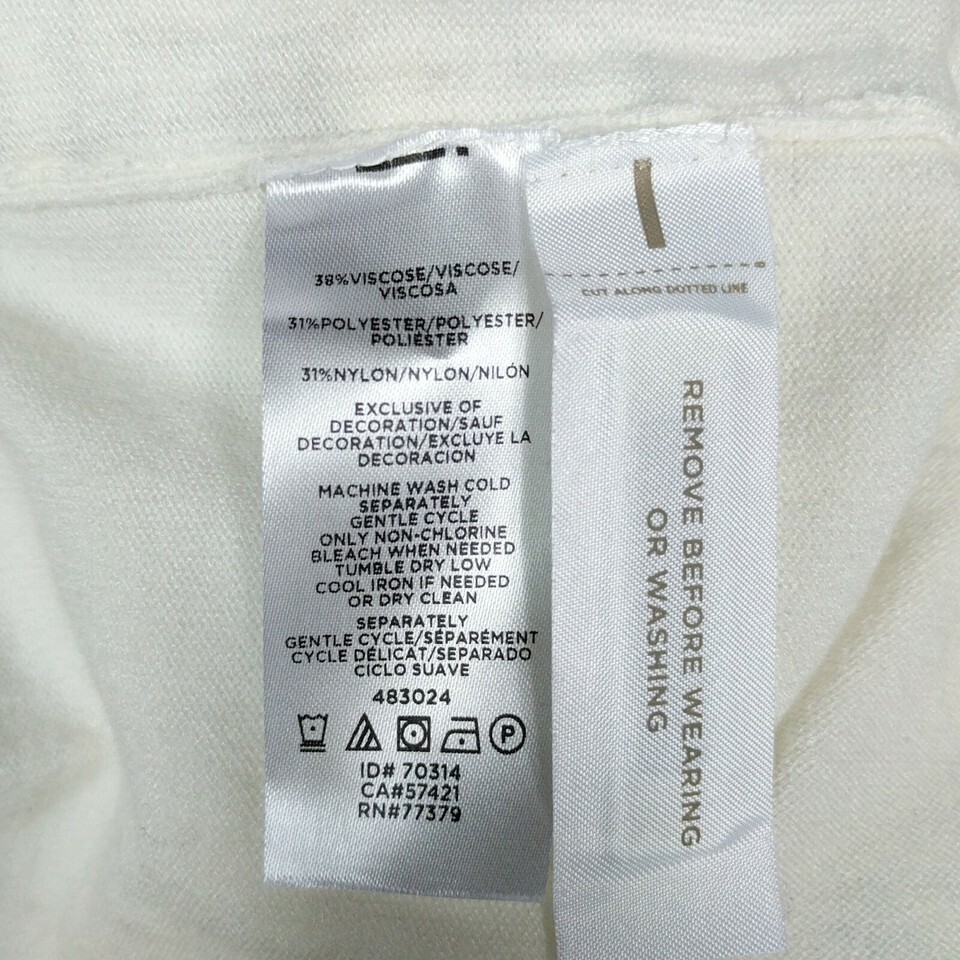 38%VISCOSE/VISCOSE/
VISCOSA
31%POLYESTER/POLYESTER/
POLIÉSTER
31%NYLON/NYLON/NILÓN
EXCLUSIVE OF
DECORATION/SAUF
DECORATION/EXCLUYE LA
DECORACION
MACHINE WASH COLD
SEPARATELY
GENTLE CYCLE
ONLY NON-CHLORINE
BLEACH WHEN NEEDED
TUMBLE DRY LOW
COOL IRON IF NEEDED
OR DRY CLEAN
SEPARATELY
GENTLE CYCLE/SÉPARÉMENT
CYCLE DÉLICAT/SEPARADO
CICLO SUAVE
483024
P
ID# 70314
CA#57421
RN#77379
CUT ALONG DOTTED LINE
REMOVE BEFORE WEARING
OR WASHING